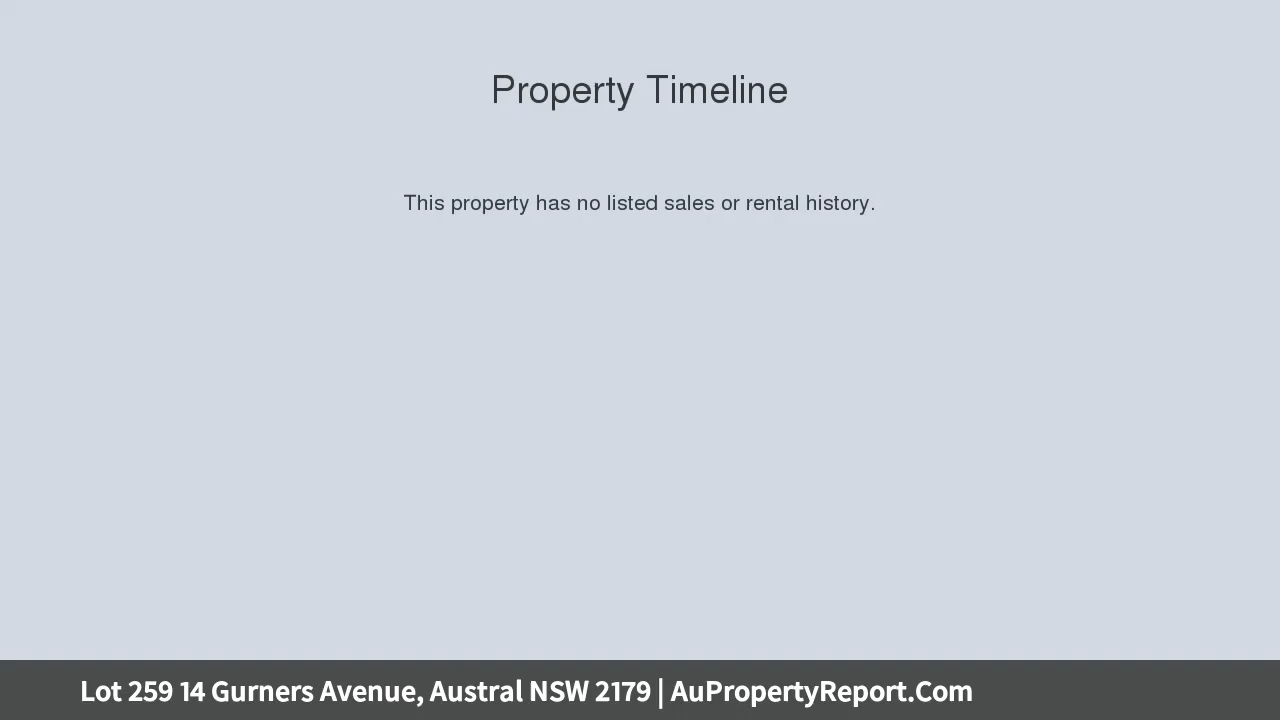 Property Timeline
This property has no listed sales or rental history.
Lot 259 14 Gurners Avenue, Austral NSW 2179 | AuPropertyReport.Com